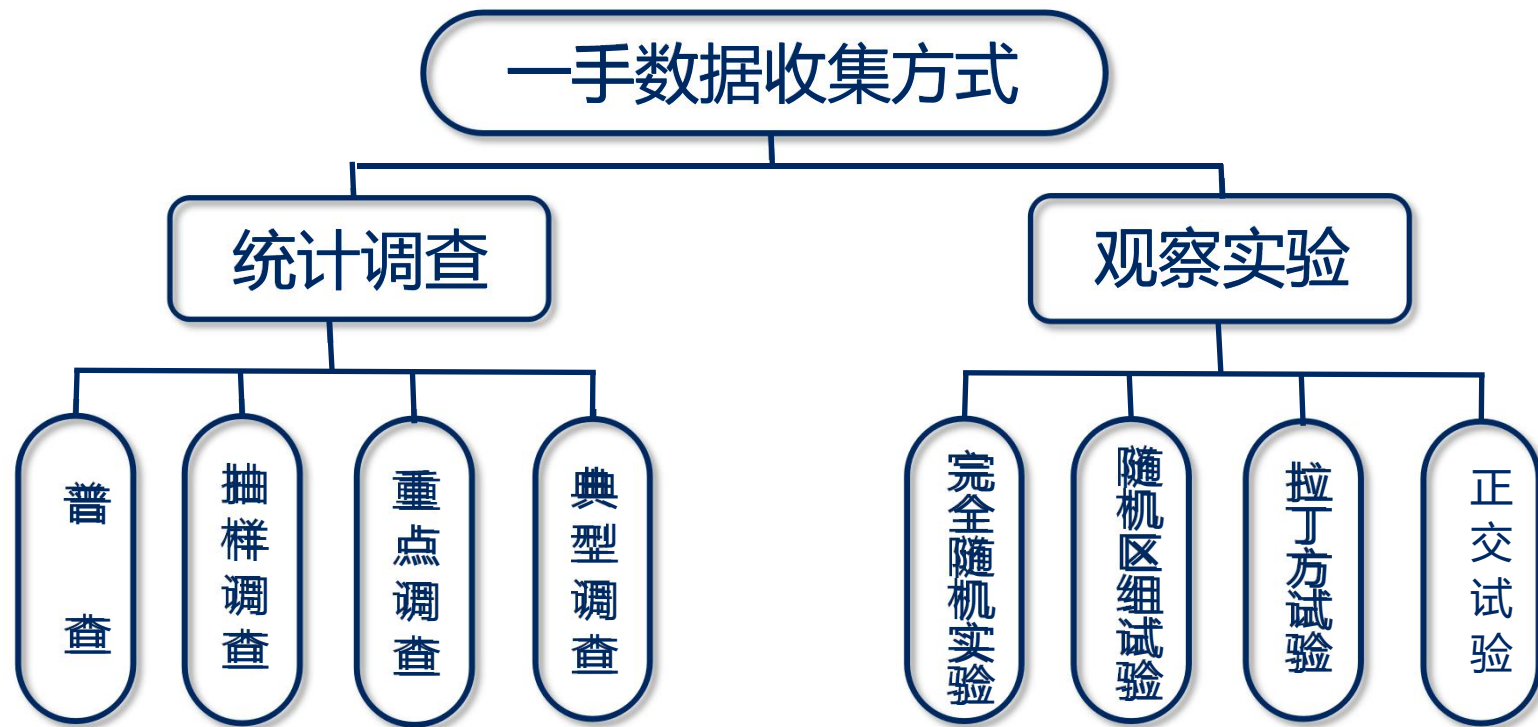 一手数据收集方式
统计调查
观察实验
普查
抽样调查
重点调查
典型调查
完全随机实验
随机区组试验
拉丁方试验
正交试验